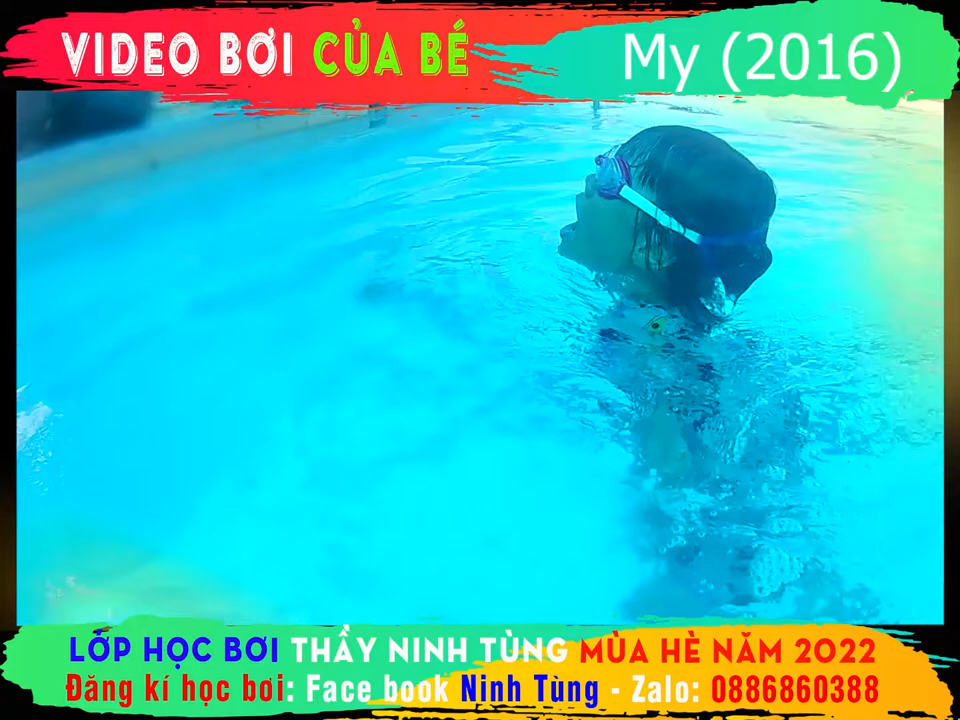 VIDEO BƠI CỦA BÉ
My (2016)
LỚP HỌC BƠI THẦY NINH TÙNG MÙA HÈ NĂM 2022
Đăng kí học bơi: Face book Ninh Tùng - Zalo: 0886860388